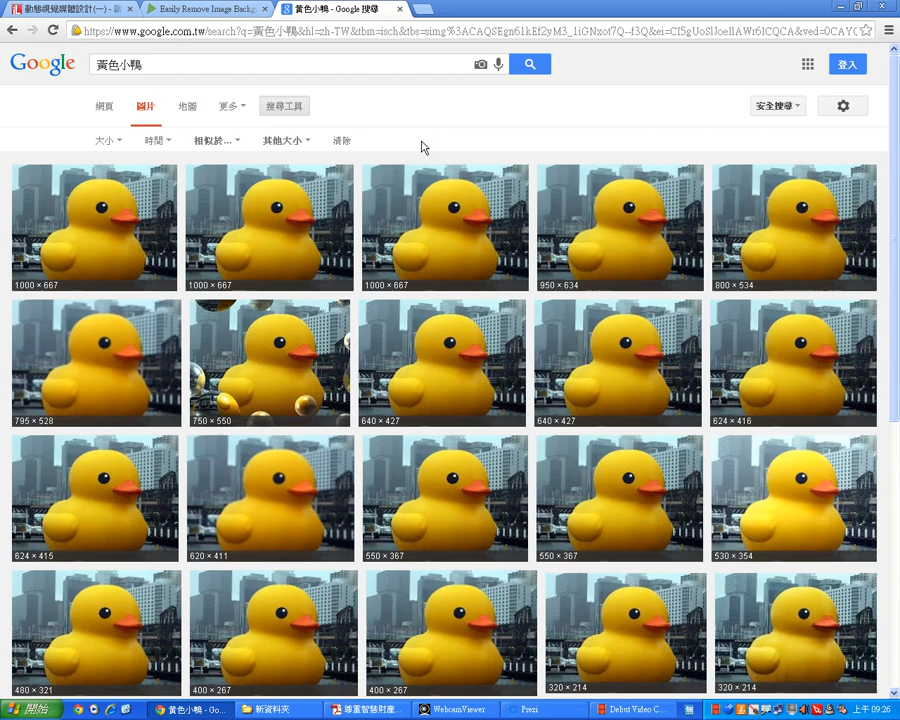 動態視覺媒體設計(一) -
Easily Remove Image Backg
黃色小鴨 - Google 搜尋
https://www.google.com.tw/search?q=黃色小鴨&hl=zh-TW&tbm=isch&tbs=simg%3ACAQSEgn61kEf2yM3_1iGNxot7Q--f3Q&ei=
Google
黃色小鴨
登入
網頁
圖片
地圖
更多
搜尋工具
安全搜尋
大小
時間
相似於...
其他大小
清除
1000 × 667
1000 × 667
1000 × 667
950 × 634
800 × 534
795 × 528
750 × 550
640 × 427
640 × 427
624 × 416
624 × 415
620 × 411
550 × 367
550 × 367
530 × 354
480 × 321
400 × 267
400 × 267
320 × 214
320 × 214
開始
黃色小鴨 - Go...
新資料夾
尊重智慧財產...
WebcamViewer
Prezi
Debut Video C...
上午 09:26